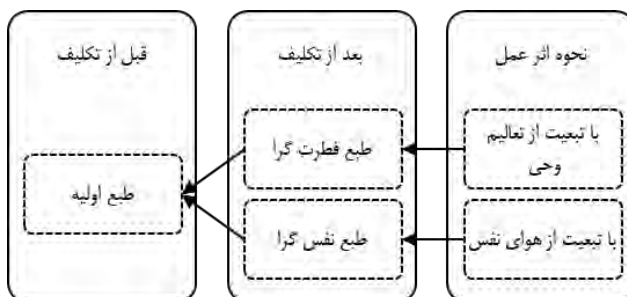 نحوه اثر عمل
با تبعیت از تعالیم
وحی
با تبعیت از هوای نفس
بعد از تکلیف
طبع فطرت گرا
طبع نفس گرا
قبل از تکلیف
طبع اولیه